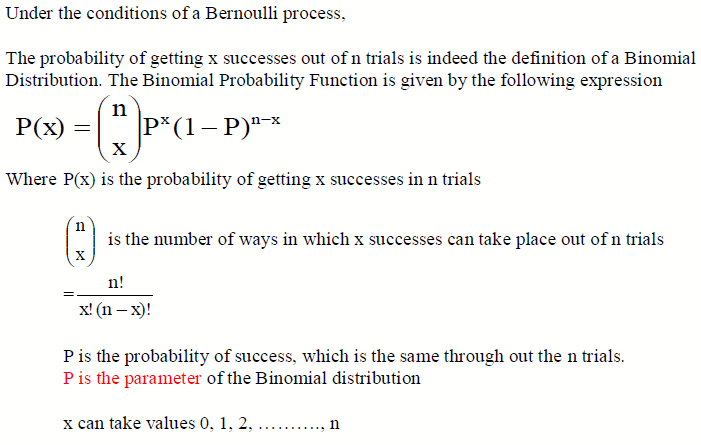 Under the conditions of a Bernoulli process,
The probability of getting x successes out of n trials is indeed the definition of a Binomial
Distribution. The Binomial Probability Function is given by the following expression
P(x) = (n x) Pˣ (1 – P)ⁿ⁻ˣ
Where P(x) is the probability of getting x successes in n trials
(n x) is the number of ways in which x successes can take place out of n trials
= n! / x! (n – x)!
P is the probability of success, which is the same through out the n trials.
P is the parameter of the Binomial distribution
x can take values 0, 1, 2, ………., n